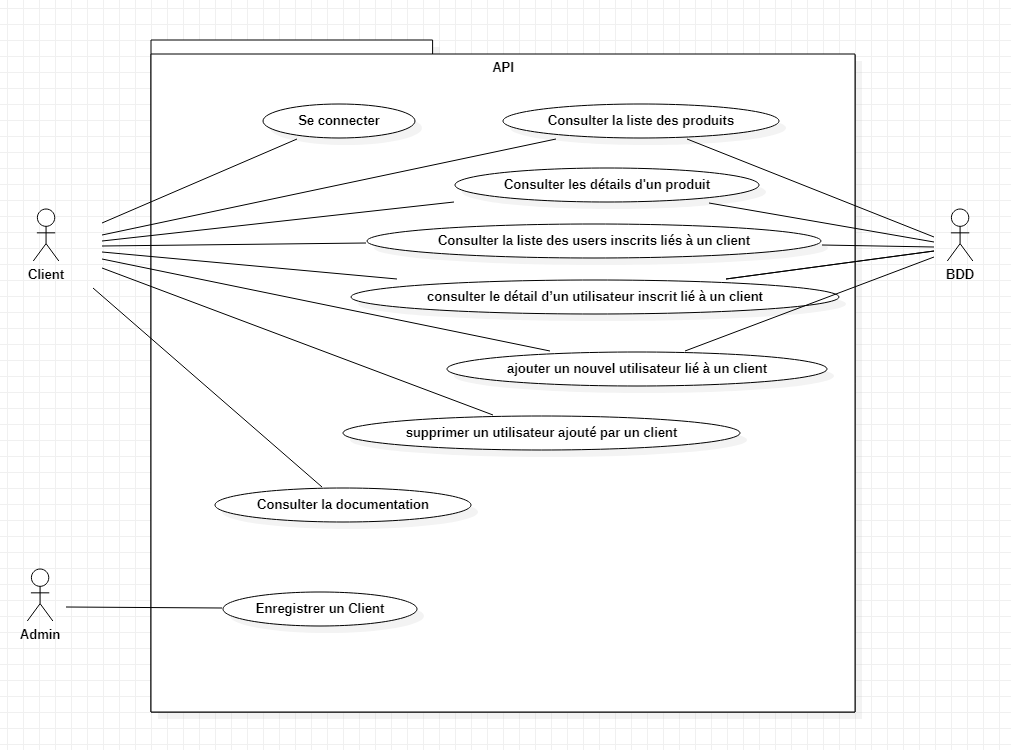 API
Se connecter
Consulter la liste des produits
Consulter les détails d'un produit
Consulter la liste des users inscrits liés à un client
Client
BDD
consulter le détail d’un utilisateur inscrit lié à un client
ajouter un nouvel utilisateur lié à un client
supprimer un utilisateur ajouté par un client
Consulter la documentation
Enregistrer un Client
Admin